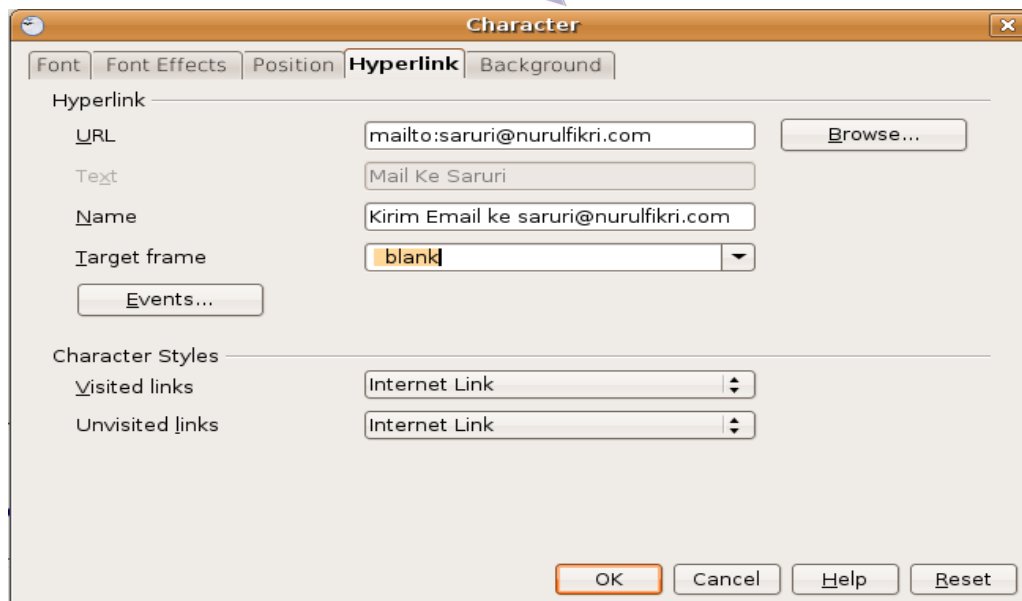 Character
Font Font Effects Position Hyperlink Background
Hyperlink
URL mailto:saruri@nurulfikri.com Browse...
Text Mail Ke Saruri
Name Kirim Email ke saruri@nurulfikri.com
Target frame blank
Events...
Character Styles
Visited links Internet Link
Unvisited links Internet Link
OK Cancel Help Reset